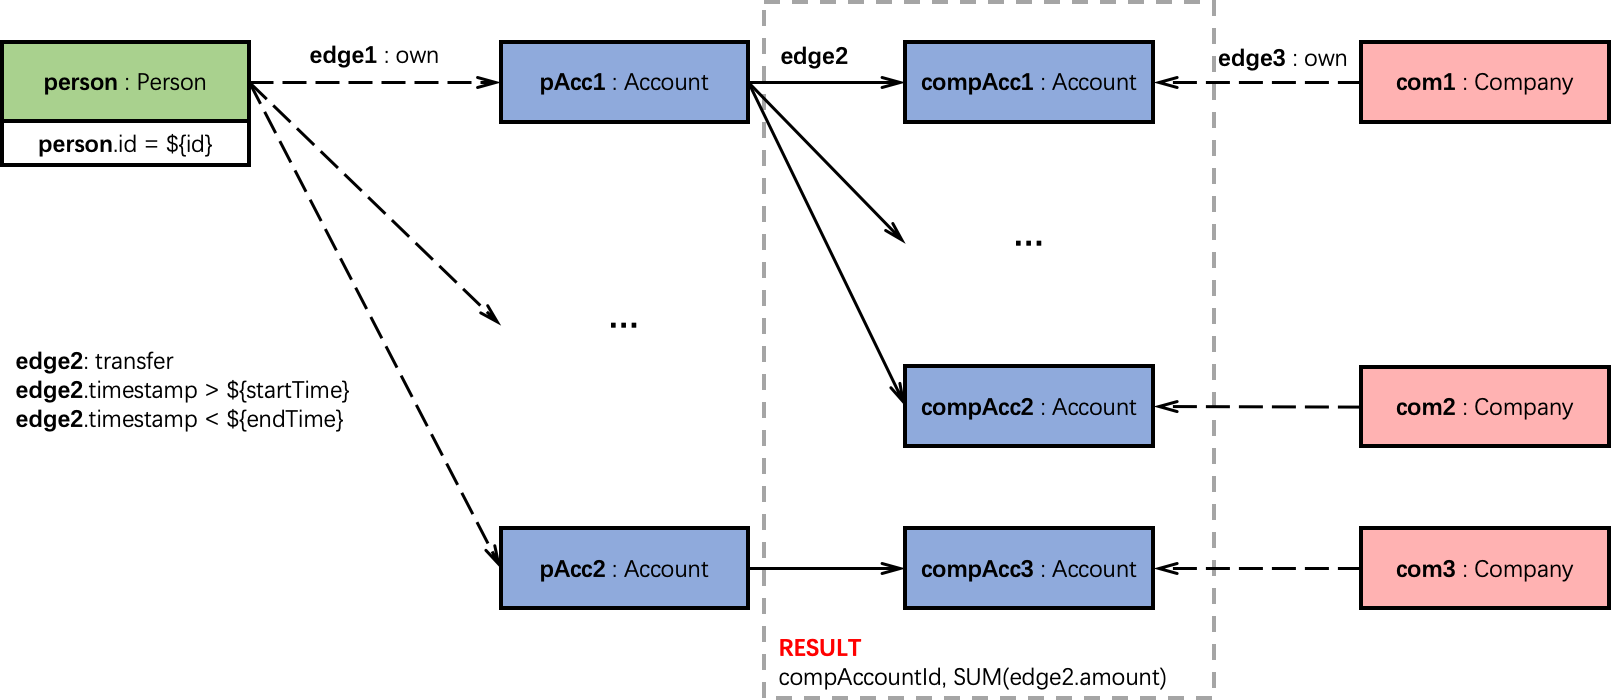 edge1 : own
edge2
edge3 : own
person : Person
pAcc1 : Account
compAcc1 : Account
com1 : Company
person.id = ${id}
...
...
edge2: transfer
edge2.timestamp > ${startTime}
edge2.timestamp < ${endTime}
compAcc2 : Account
com2 : Company
pAcc2 : Account
compAcc3 : Account
com3 : Company
RESULT
compAccountId, SUM(edge2.amount)